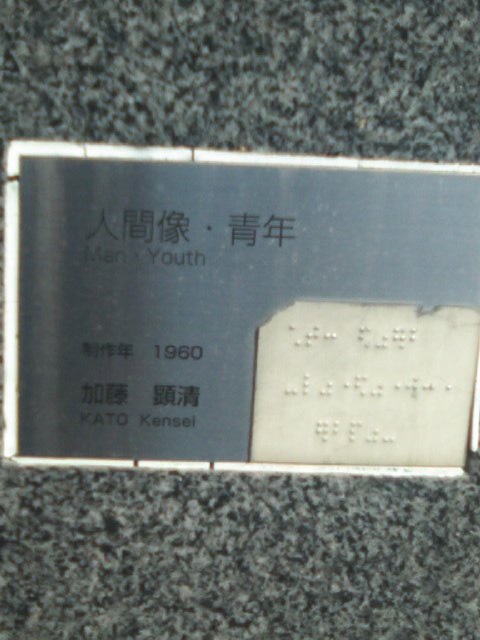 人間像・青年
Man・Youth
制作年 1960
加藤 顕清
KATO Kensei